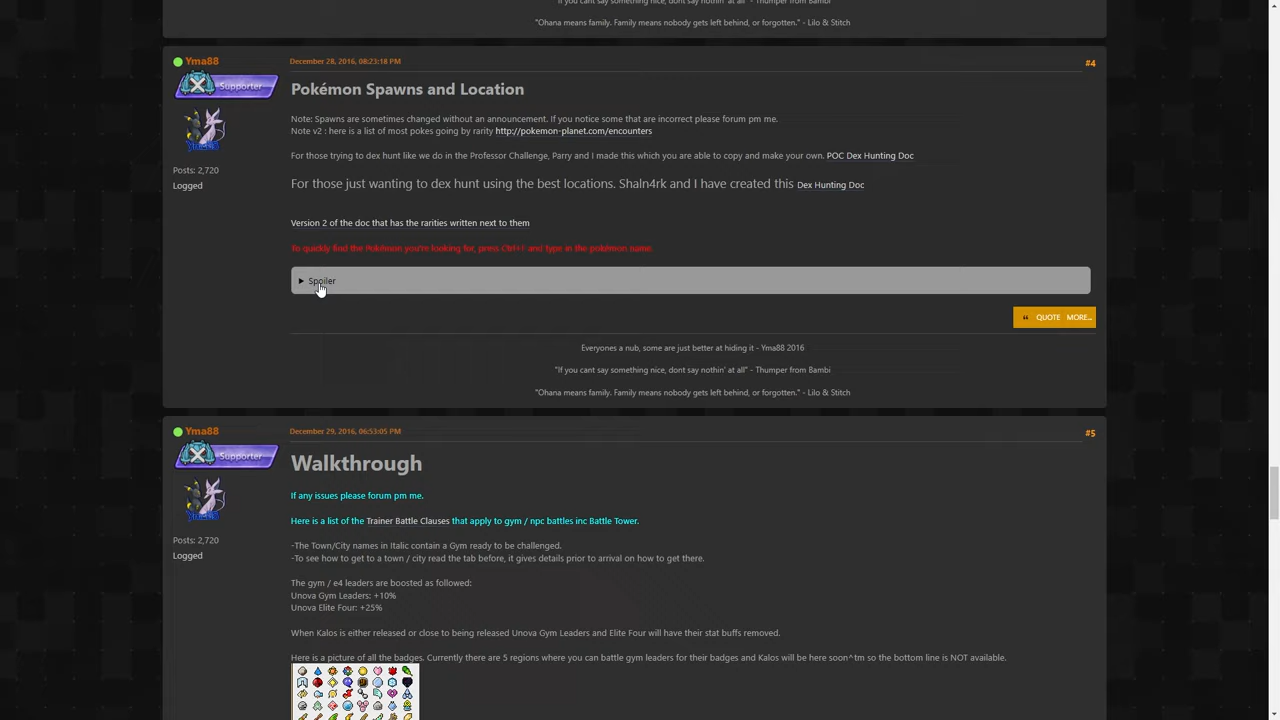 "If you cant say something nice, dont say nothin' at all" - Thumper from Bambi
"Ohana means family. Family means nobody gets left behind, or forgotten." - Lilo & Stitch
Yma88
December 28, 2016, 08:23:18 PM
#4
Supporter
Pokémon Spawns and Location
Note: Spawns are sometimes changed without an announcement. If you notice some that are incorrect please forum pm me.
Note v2 : here is a list of most pokes going by rarity http://pokemon-planet.com/encounters
For those trying to dex hunt like we do in the Professor Challenge, Parry and I made this which you are able to copy and make your own. POC Dex Hunting Doc
Posts: 2,720
Logged
For those just wanting to dex hunt using the best locations. Shaln4rk and I have created this Dex Hunting Doc
Version 2 of the doc that has the rarities written next to them
To quickly find the Pokémon you're looking for, press Ctrl+F and type in the pokémon name
► Spoiler
QUOTE MORE...
Everyones a nub, some are just better at hiding it - Yma88 2016
"If you cant say something nice, dont say nothin' at all" - Thumper from Bambi
"Ohana means family. Family means nobody gets left behind, or forgotten." - Lilo & Stitch
Yma88
December 29, 2016, 06:53:05 PM
#5
Supporter
Walkthrough
If any issues please forum pm me.
Here is a list of the Trainer Battle Clauses that apply to gym / npc battles inc Battle Tower.
Posts: 2,720
Logged
-The Town/City names in Italic contain a Gym ready to be challenged.
-To see how to get to a town / city read the tab before, it gives details prior to arrival on how to get there.
The gym / e4 leaders are boosted as followed:
Unova Gym Leaders: +10%
Unova Elite Four: +25%
When Kalos is either released or close to being released Unova Gym Leaders and Elite Four will have their stat buffs removed.
Here is a picture of all the badges. Currently there are 5 regions where you can battle gym leaders for their badges and Kalos will be here soon^tm so the bottom line is NOT available.